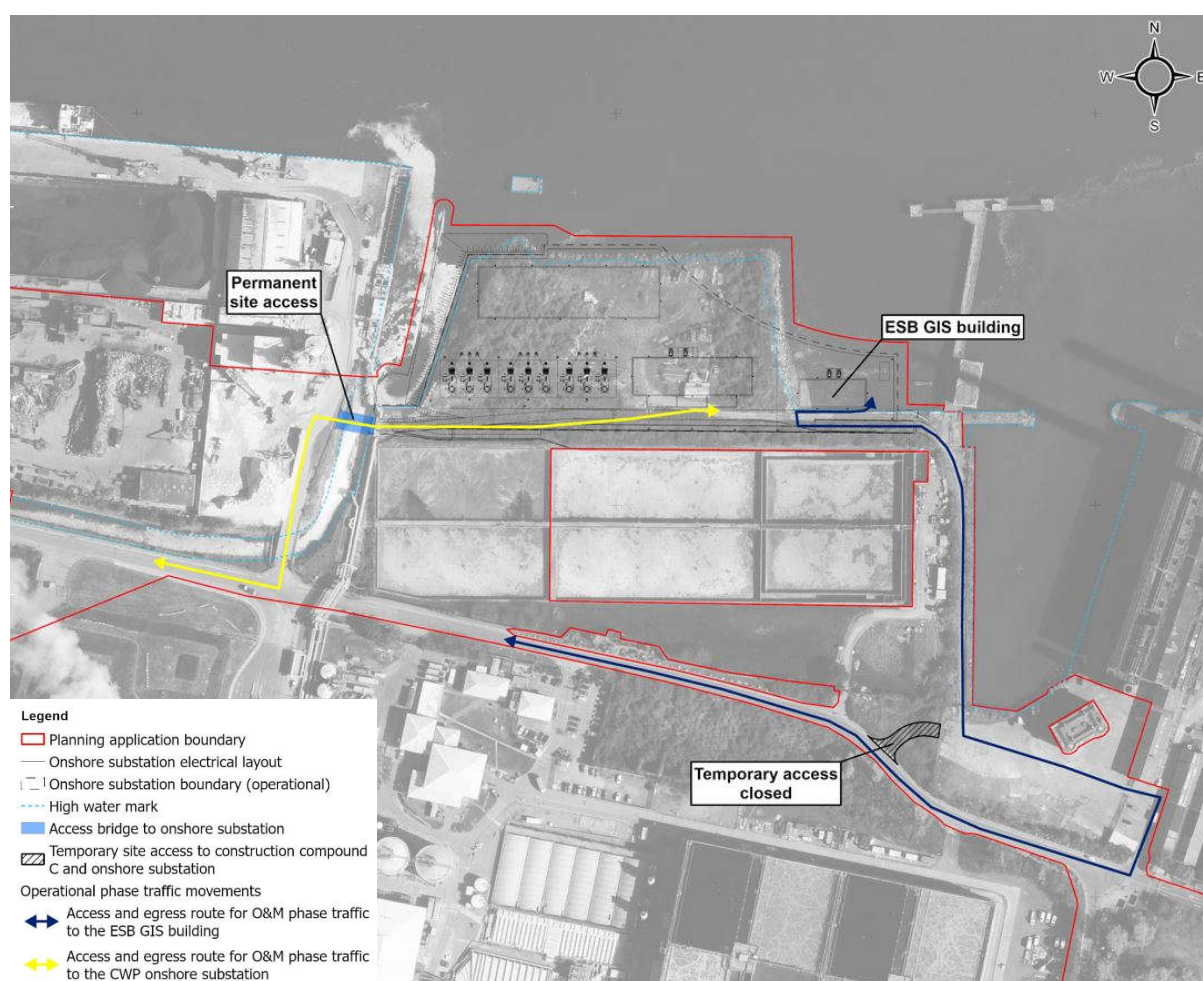 N
W
E
S
Permanent
site access
ESB GIS building
Temporary access
closed
Legend
Planning application boundary
Onshore substation electrical layout
Onshore substation boundary (operational)
High water mark
Access bridge to onshore substation
Temporary site access to construction compound
C and onshore substation
Operational phase traffic movements
Access and egress route for O&M phase traffic
to the ESB GIS building
Access and egress route for O&M phase traffic
to the CWP onshore substation